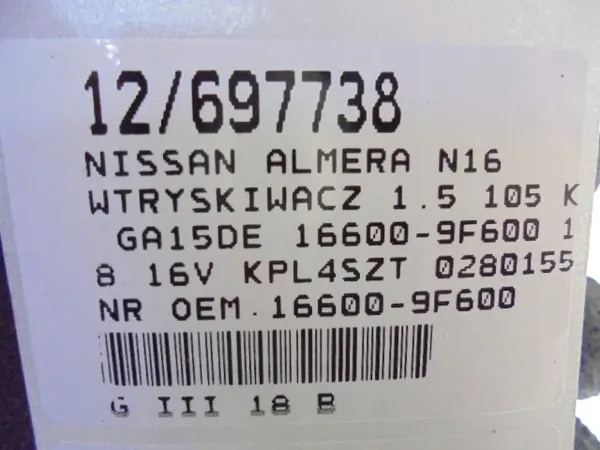 12/697738
NISSAN ALMERA N16
WTRYSKIWACZ 1.5 105 K
GA15DE 16600-9F600 1
8 16V KPL4SZT 0280155
NR OEM.16600-9F600
G III 18 B